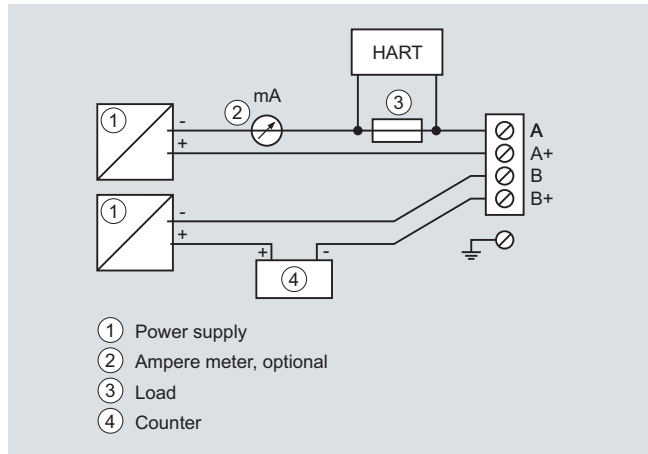 HART
mA
2
3
1
-
+
A
A+
B
B+
1
-
+
+ -
4
1 Power supply
2 Ampere meter, optional
3 Load
4 Counter